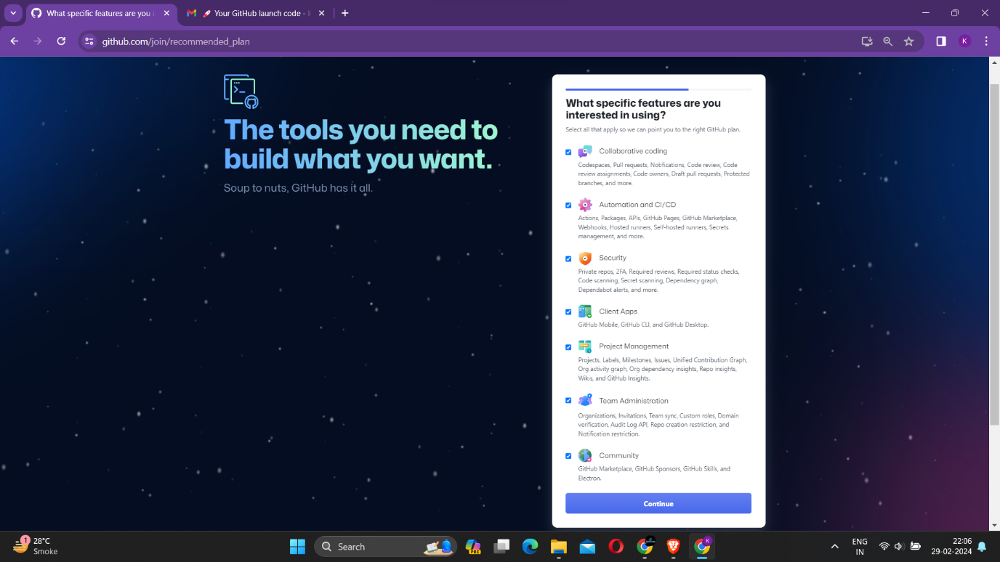 What specific features are you i
🚀 Your GitHub launch code - k
github.com/join/recommended_plan
K
The tools you need to
build what you want.
Soup to nuts, GitHub has it all.
What specific features are you
interested in using?
Select all that apply so we can point you to the right GitHub plan.
Collaborative coding
Codespaces, Pull requests, Notifications, Code review, Code
review assignments, Code owners, Draft pull requests, Protected
branches, and more.
Automation and CI/CD
Actions, Packages, APIs, GitHub Pages, GitHub Marketplace,
Webhooks, Hosted runners, Self-hosted runners, Secrets
management, and more.
Security
Private repos, 2FA, Required reviews, Required status checks,
Code scanning, Secret scanning, Dependency graph,
Dependabot alerts, and more.
Client Apps
GitHub Mobile, GitHub CLI, and GitHub Desktop.
Project Management
Projects, Labels, Milestones, Issues, Unified Contribution Graph,
Org activity graph, Org dependency insights, Repo insights,
Wikis, and GitHub Insights.
Team Administration
Organizations, Invitations, Team sync, Custom roles, Domain
verification, Audit Log API, Repo creation restriction, and
Notification restriction.
Community
GitHub Marketplace, GitHub Sponsors, GitHub Skills, and
Electron.
Continue
1
28°C
Smoke
Search
PRE
K
ENG
IN
22:06
29-02-2024